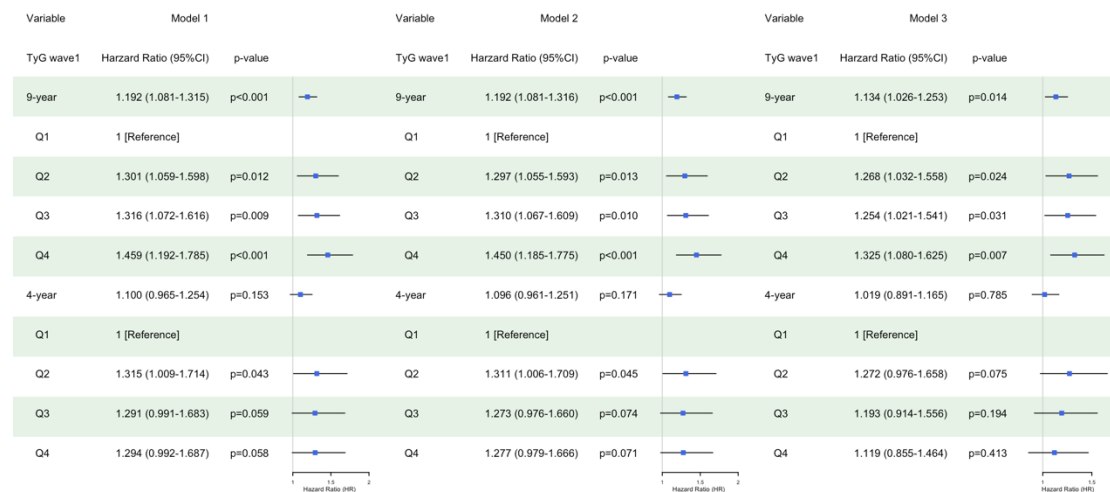 Variable Model 1 Variable Model 2 Variable Model 3
TyG wave1 Harzard Ratio (95%CI) p-value TyG wave1 Harzard Ratio (95%CI) p-value TyG wave1 Harzard Ratio (95%CI) p-value
9-year 1.192 (1.081-1.315) p<0.001 9-year 1.192 (1.081-1.316) p<0.001 9-year 1.134 (1.026-1.253) p=0.014
Q1 1 [Reference] Q1 1 [Reference] Q1 1 [Reference]
Q2 1.301 (1.059-1.598) p=0.012 Q2 1.297 (1.055-1.593) p=0.013 Q2 1.268 (1.032-1.558) p=0.024
Q3 1.316 (1.072-1.616) p=0.009 Q3 1.310 (1.067-1.609) p=0.010 Q3 1.254 (1.021-1.541) p=0.031
Q4 1.459 (1.192-1.785) p<0.001 Q4 1.450 (1.185-1.775) p<0.001 Q4 1.325 (1.080-1.625) p=0.007
4-year 1.100 (0.965-1.254) p=0.153 4-year 1.096 (0.961-1.251) p=0.171 4-year 1.019 (0.891-1.165) p=0.785
Q1 1 [Reference] Q1 1 [Reference] Q1 1 [Reference]
Q2 1.315 (1.009-1.714) p=0.043 Q2 1.311 (1.006-1.709) p=0.045 Q2 1.272 (0.976-1.658) p=0.075
Q3 1.291 (0.991-1.683) p=0.059 Q3 1.273 (0.976-1.660) p=0.074 Q3 1.193 (0.914-1.556) p=0.194
Q4 1.294 (0.992-1.687) p=0.058 Q4 1.277 (0.979-1.666) p=0.071 Q4 1.119 (0.855-1.464) p=0.413
1 1.5 2 1 1.5 2 1 1.5
Hazard Ratio (HR) Hazard Ratio (HR) Hazard Ratio (HR)